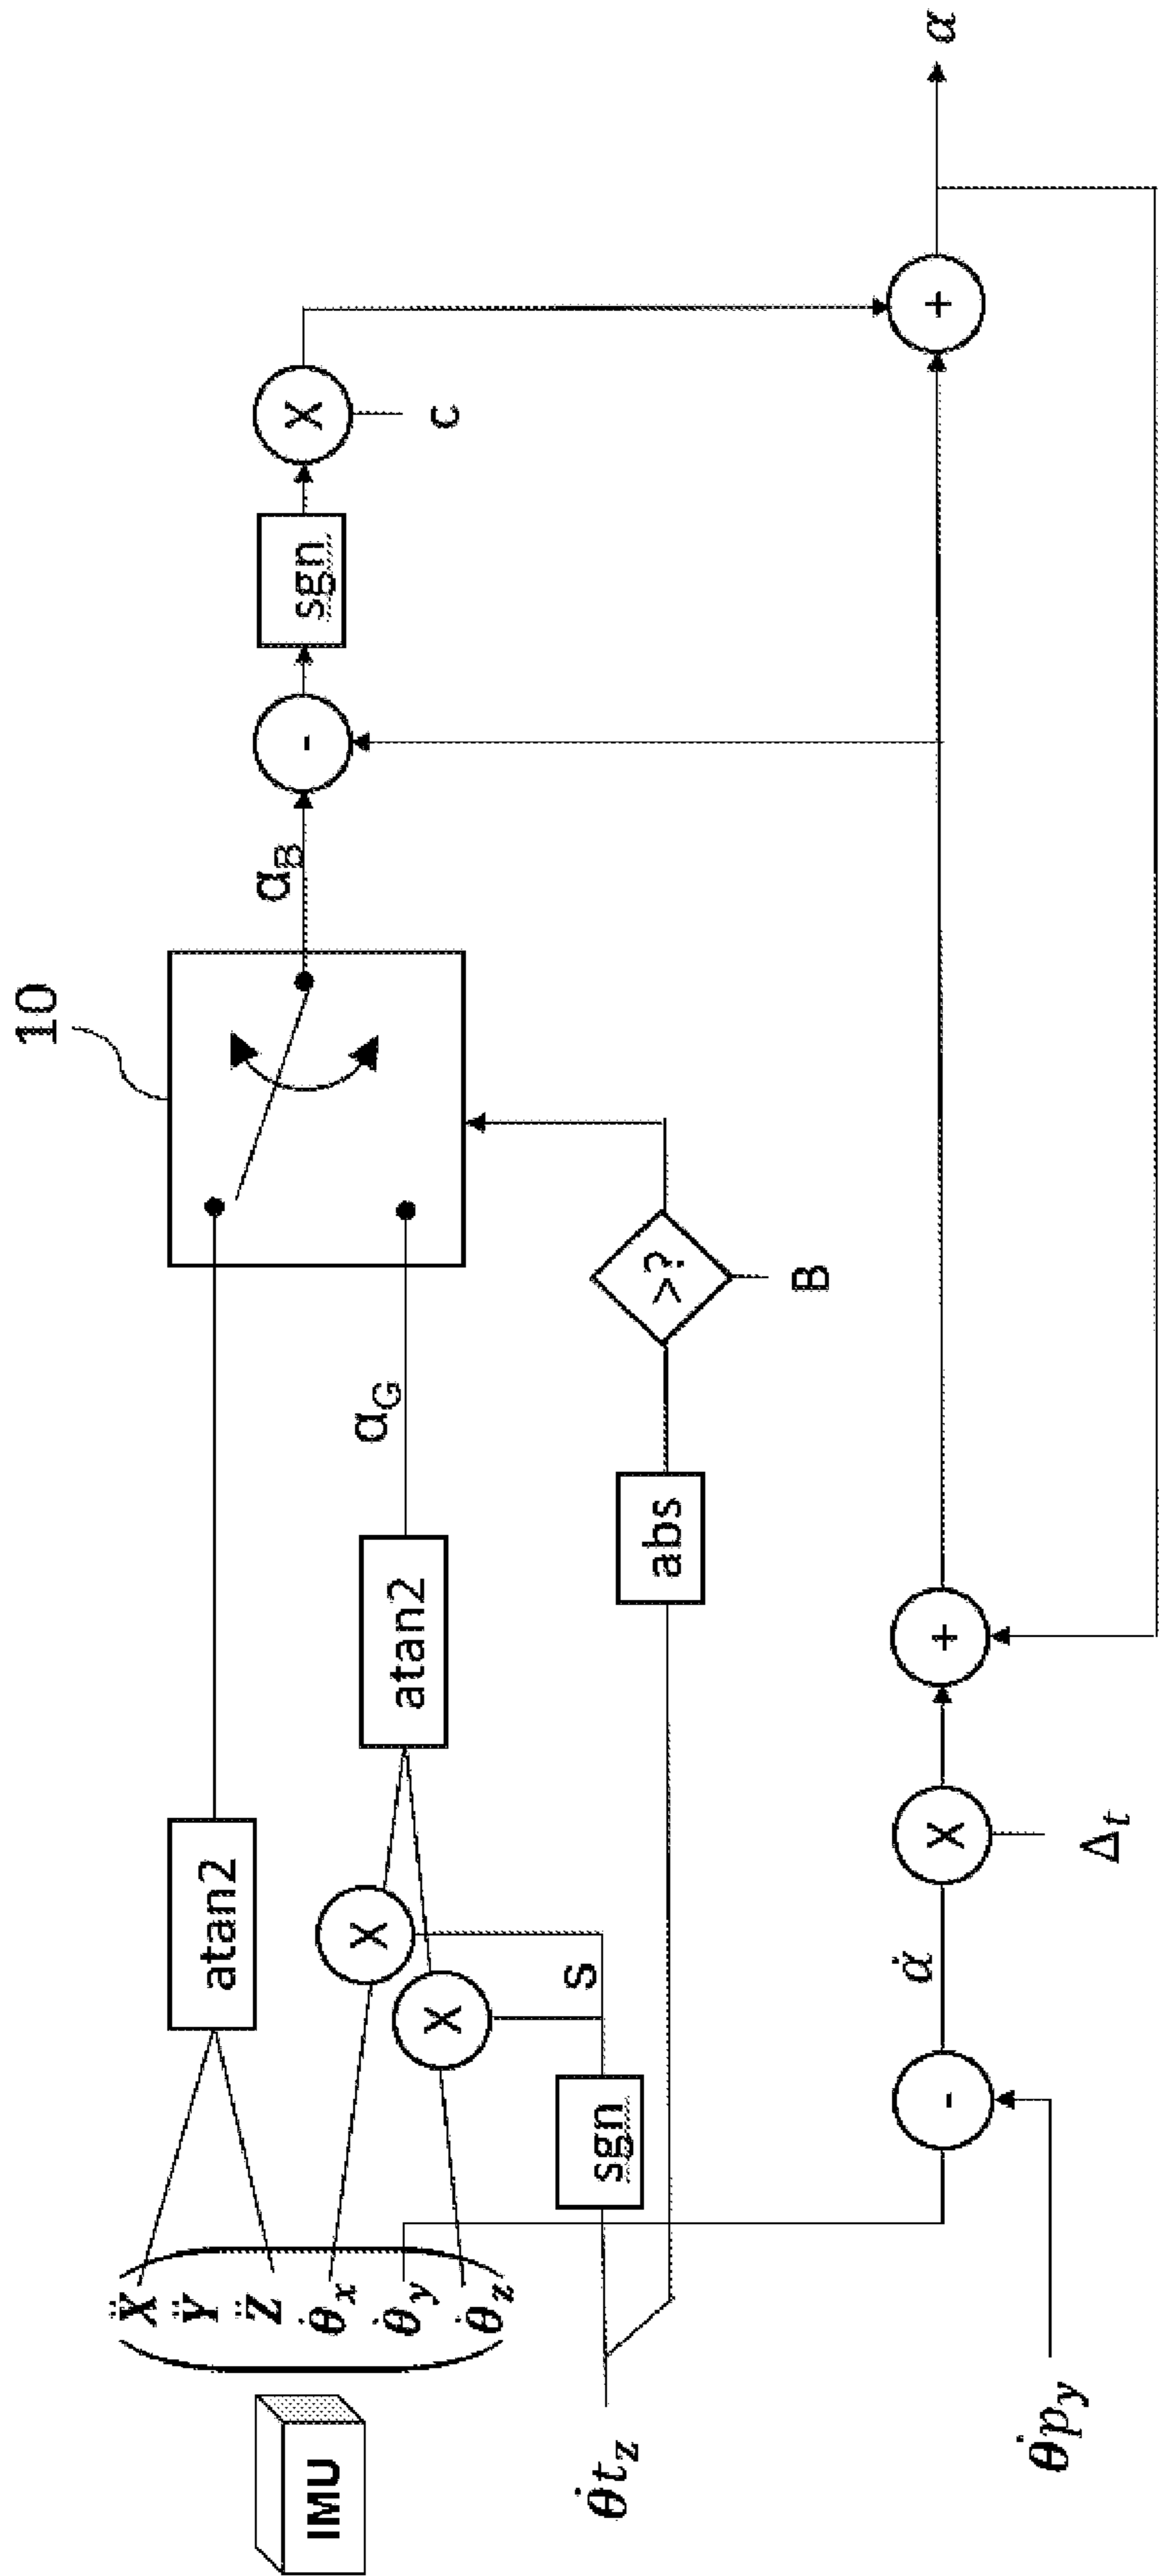 10
IMU
Ẍ
Ÿ
Z̈
θ̇x
θ̇y
θ̇z
atan2
X
X
atan2
αG
αB
-
sgn
X
c
θ̇tz
sgn
S
abs
>?
B
θ̇py
-
α̇
X
Δt
+
+
α